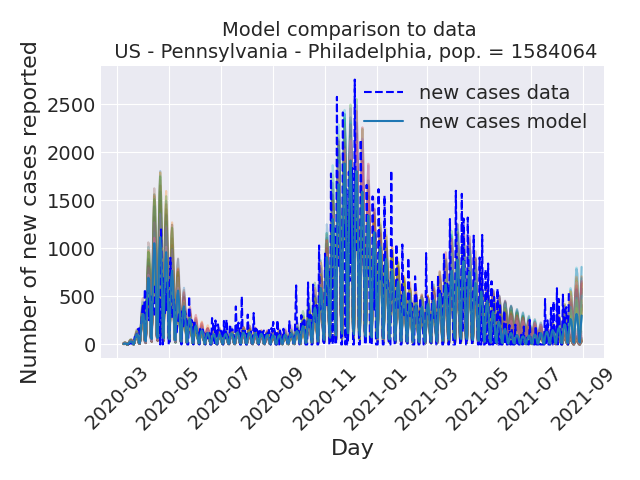 Model comparison to data
US - Pennsylvania - Philadelphia, pop. = 1584064
new cases data
new cases model
Number of new cases reported
2500
2000
1500
1000
500
0
2020-03
2020-05
2020-07
2020-09
2020-11
2021-01
2021-03
2021-05
2021-07
2021-09
Day